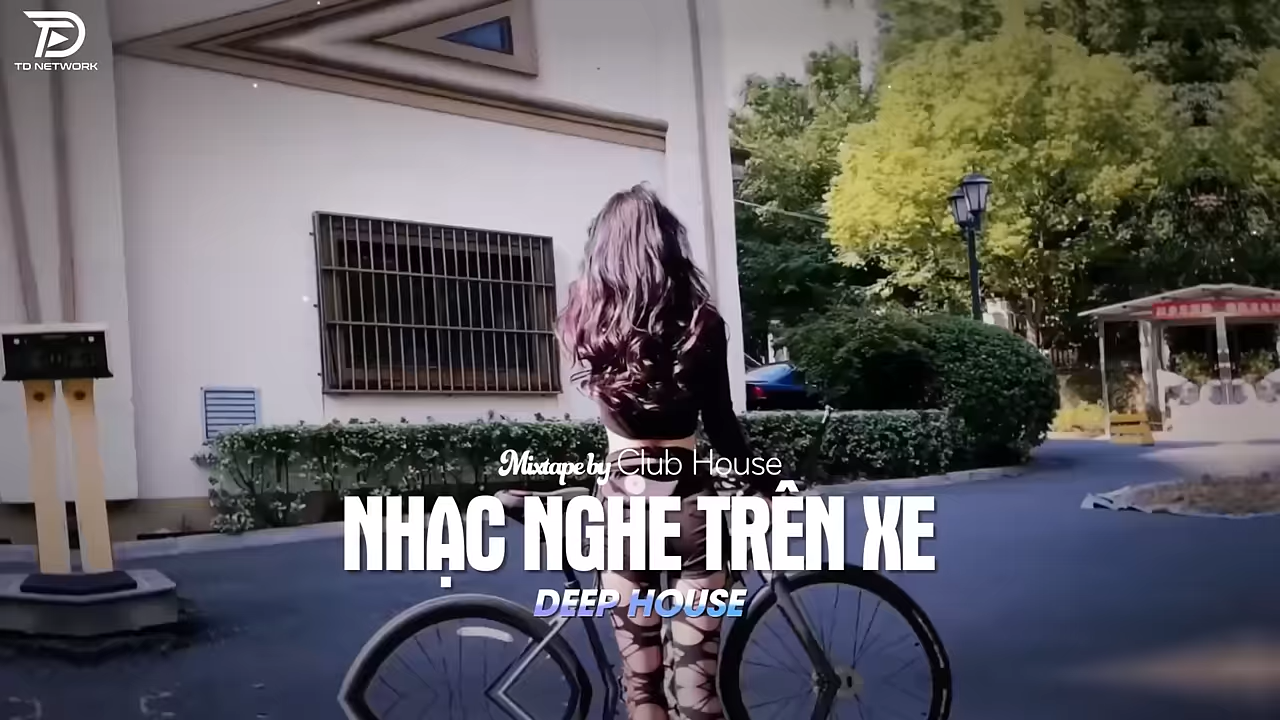 TD NETWORK
Mixtape by Club House
NHẠC NGHE TRÊN XE
DEEP HOUSE